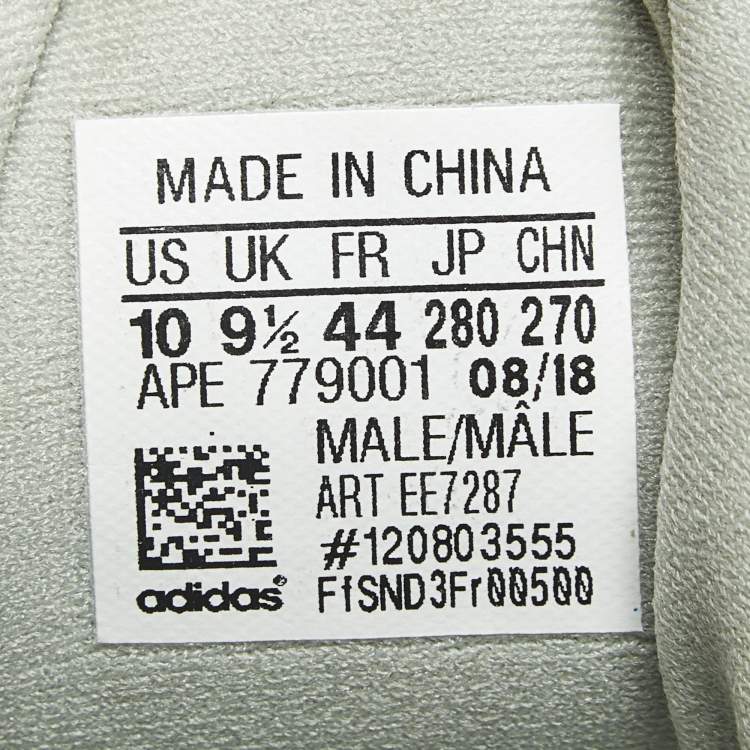 MADE IN CHINA
US UK FR JP CHN
10 9½ 44 280 270
APE 779001 08/18
MALE/MÂLE
ART EE7287
#120803555
adidas® FfSND3Fr00500